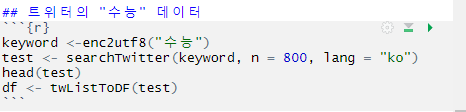 ## 트위터의 "수능" 데이터
```{r}
keyword <-enc2utf8("수능")
test <- searchTwitter(keyword, n = 800, lang = "ko")
head(test)
df <- twListToDF(test)
```